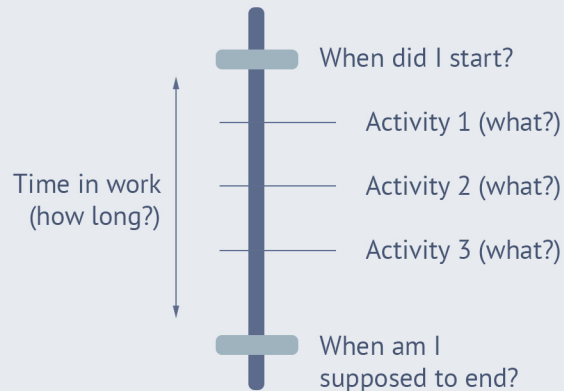 When did I start?
Activity 1 (what?)
Activity 2 (what?)
Time in work
(how long?)
Activity 3 (what?)
When am I
supposed to end?